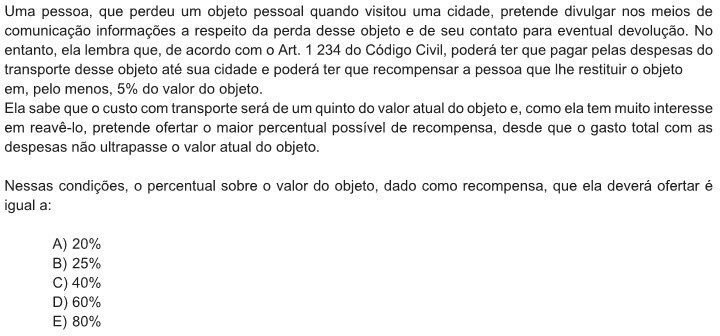 Uma pessoa, que perdeu um objeto pessoal quando visitou uma cidade, pretende divulgar nos meios de
comunicação informações a respeito da perda desse objeto e de seu contato para eventual devolução. No
entanto, ela lembra que, de acordo com o Art. 1 234 do Código Civil, poderá ter que pagar pelas despesas do
transporte desse objeto até sua cidade e poderá ter que recompensar a pessoa que lhe restituir o objeto
em, pelo menos, 5% do valor do objeto.
Ela sabe que o custo com transporte será de um quinto do valor atual do objeto e, como ela tem muito interesse
em reavê-lo, pretende ofertar o maior percentual possível de recompensa, desde que o gasto total com as
despesas não ultrapasse o valor atual do objeto.
Nessas condições, o percentual sobre o valor do objeto, dado como recompensa, que ela deverá ofertar é
igual a:
A) 20%
B) 25%
C) 40%
D) 60%
E) 80%